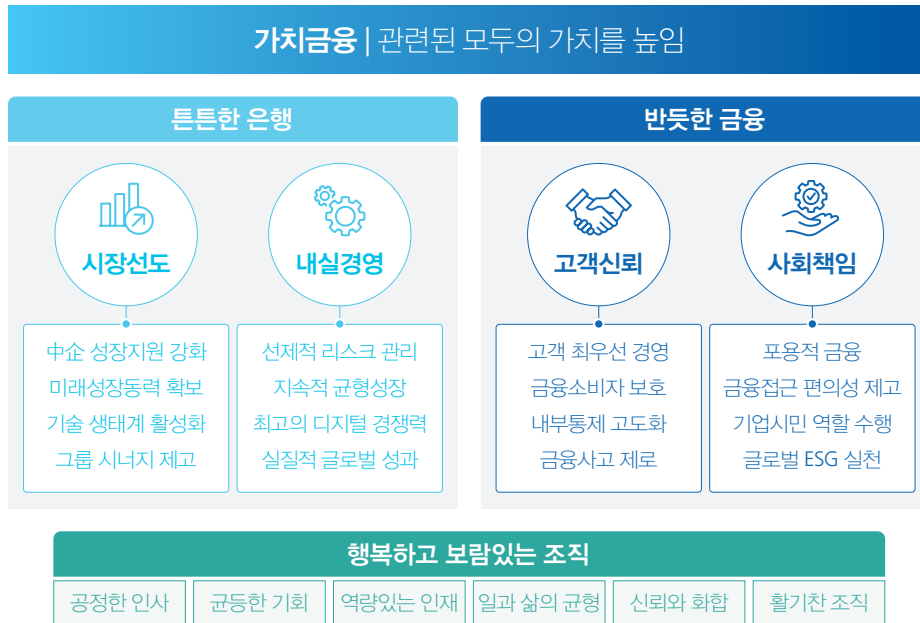 가치금융 | 관련된 모두의 가치를 높임
튼튼한 은행
시장선도
中企 성장지원 강화
미래성장동력 확보
기술 생태계 활성화
그룹 시너지 제고
내실경영
선제적 리스크 관리
지속적 균형성장
최고의 디지털 경쟁력
실질적 글로벌 성과
반듯한 금융
고객신뢰
고객 최우선 경영
금융소비자 보호
내부통제 고도화
금융사고 제로
사회책임
포용적 금융
금융접근 편의성 제고
기업시민 역할 수행
글로벌 ESG 실천
행복하고 보람있는 조직
공정한 인사
균등한 기회
역량있는 인재
일과 삶의 균형
신뢰와 화합
활기찬 조직